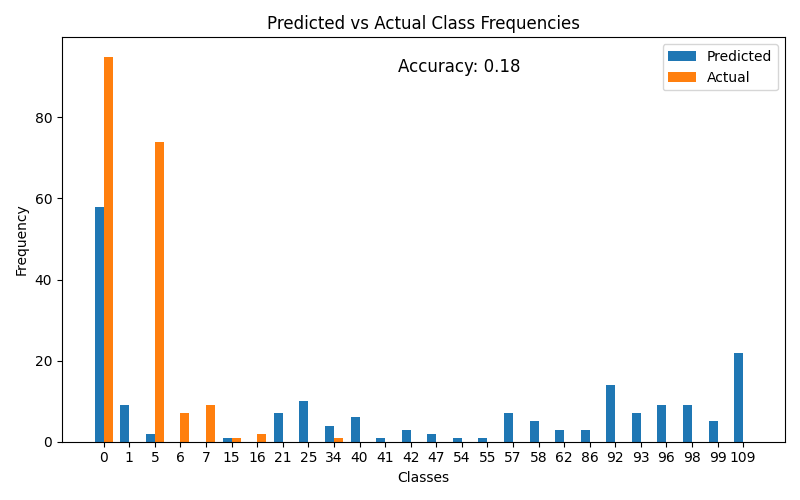 Predicted vs Actual Class Frequencies
Accuracy: 0.18
Predicted
Actual
Frequency
80
60
40
20
0
0 1 5 6 7 15 16 21 25 34 40 41 42 47 54 55 57 58 62 86 92 93 96 98 99 109
Classes